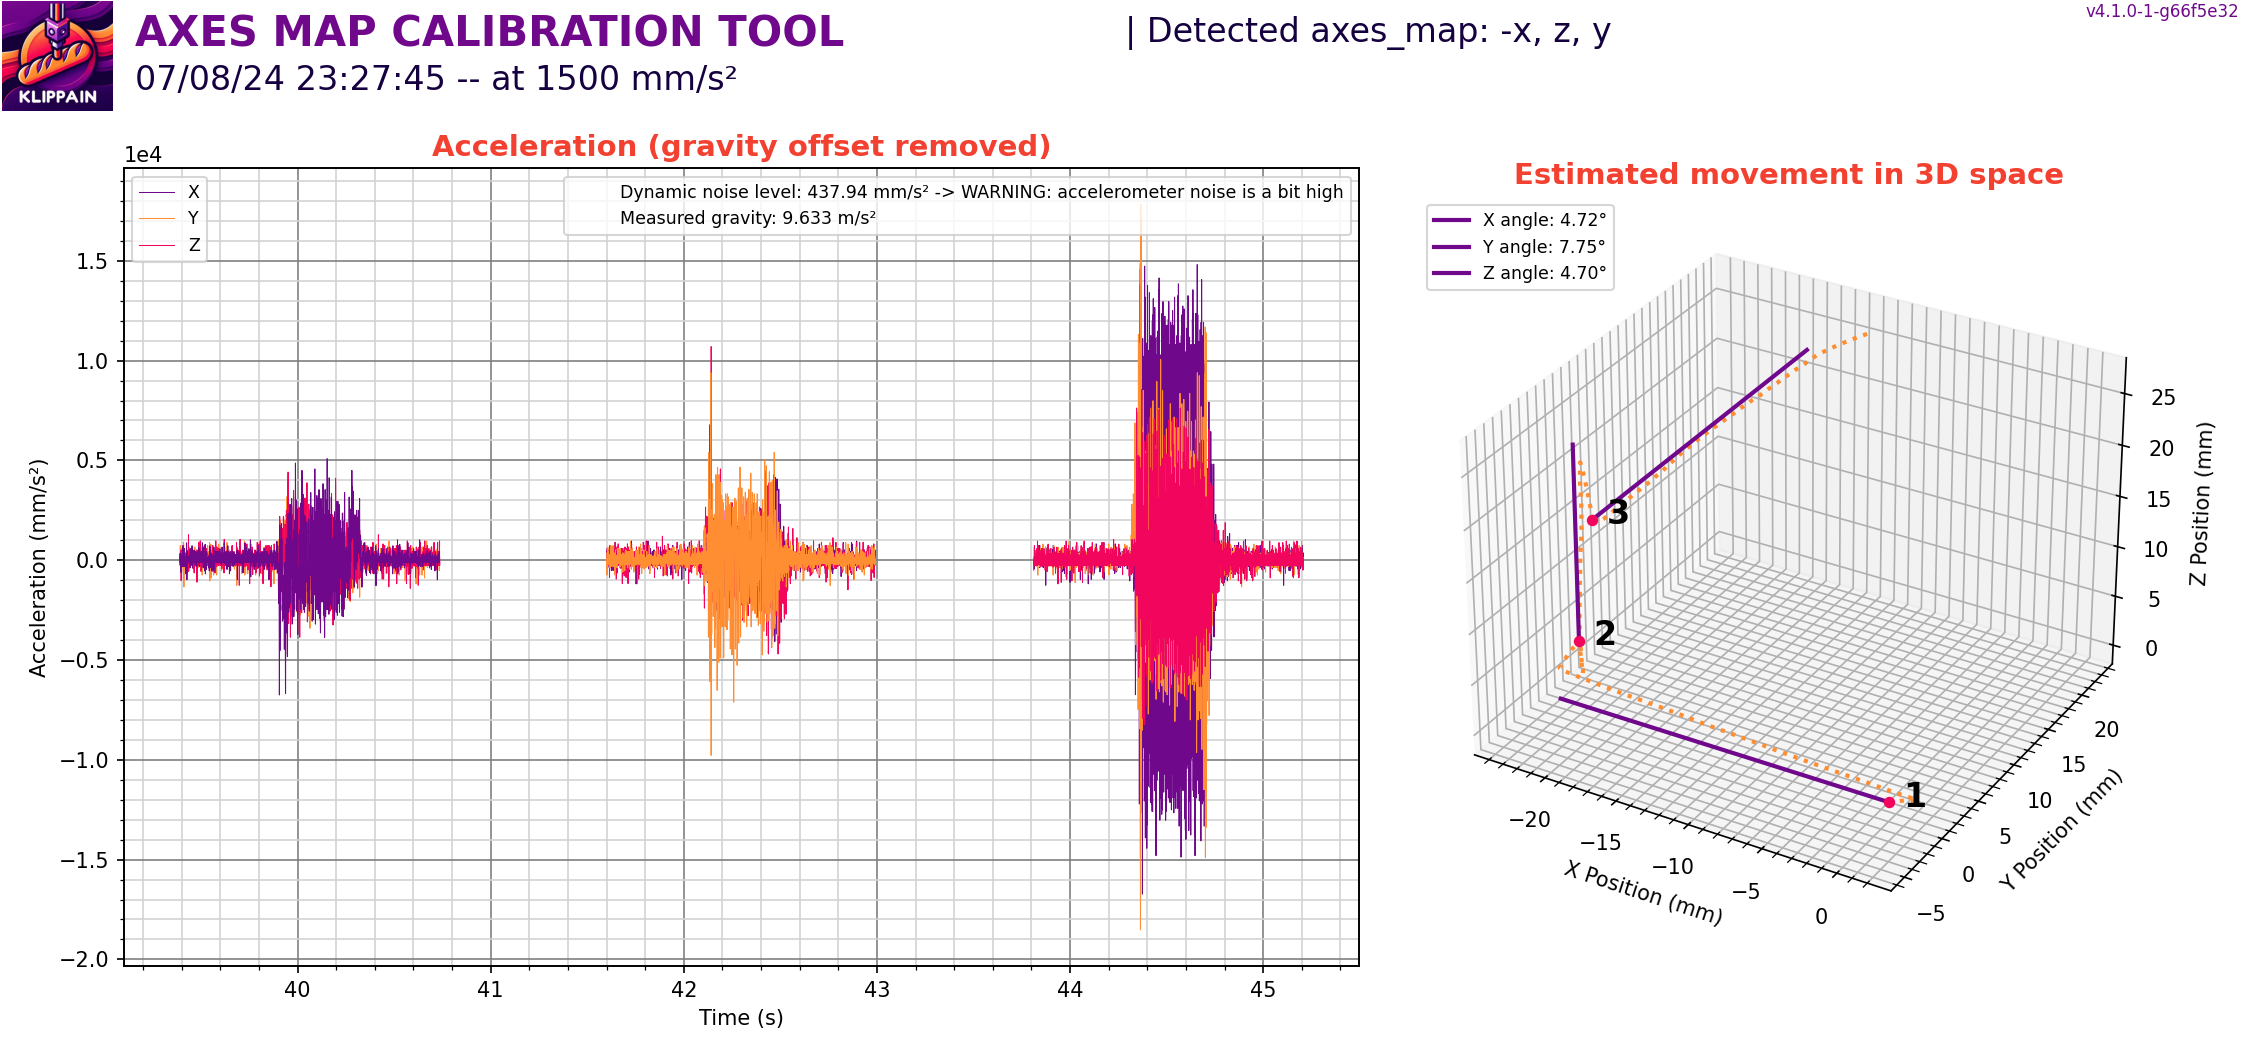 KLIPPAIN
AXES MAP CALIBRATION TOOL
| Detected axes_map: -x, z, y
v4.1.0-1-g66f5e32
07/08/24 23:27:45 -- at 1500 mm/s²
Acceleration (gravity offset removed)
1e4
X
Y
Z
Dynamic noise level: 437.94 mm/s² -> WARNING: accelerometer noise is a bit high
Measured gravity: 9.633 m/s²
1.5
1.0
0.5
0.0
−0.5
−1.0
−1.5
−2.0
Acceleration (mm/s²)
40 41 42 43 44 45
Time (s)
Estimated movement in 3D space
X angle: 4.72°
Y angle: 7.75°
Z angle: 4.70°
3
2
1
25
20
15
10
5
0
Z Position (mm)
20
15
10
5
0
−5
Y Position (mm)
−20
−15
−10
−5
0
X Position (mm)